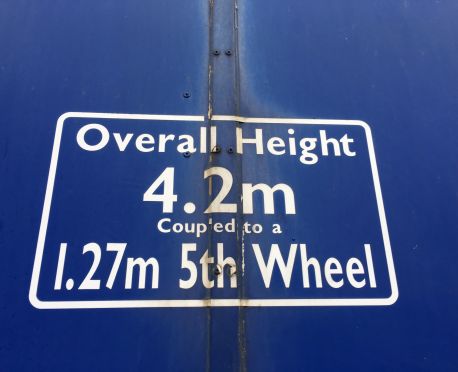 Overall Height
4.2m
Coupled to a
1.27m 5th Wheel